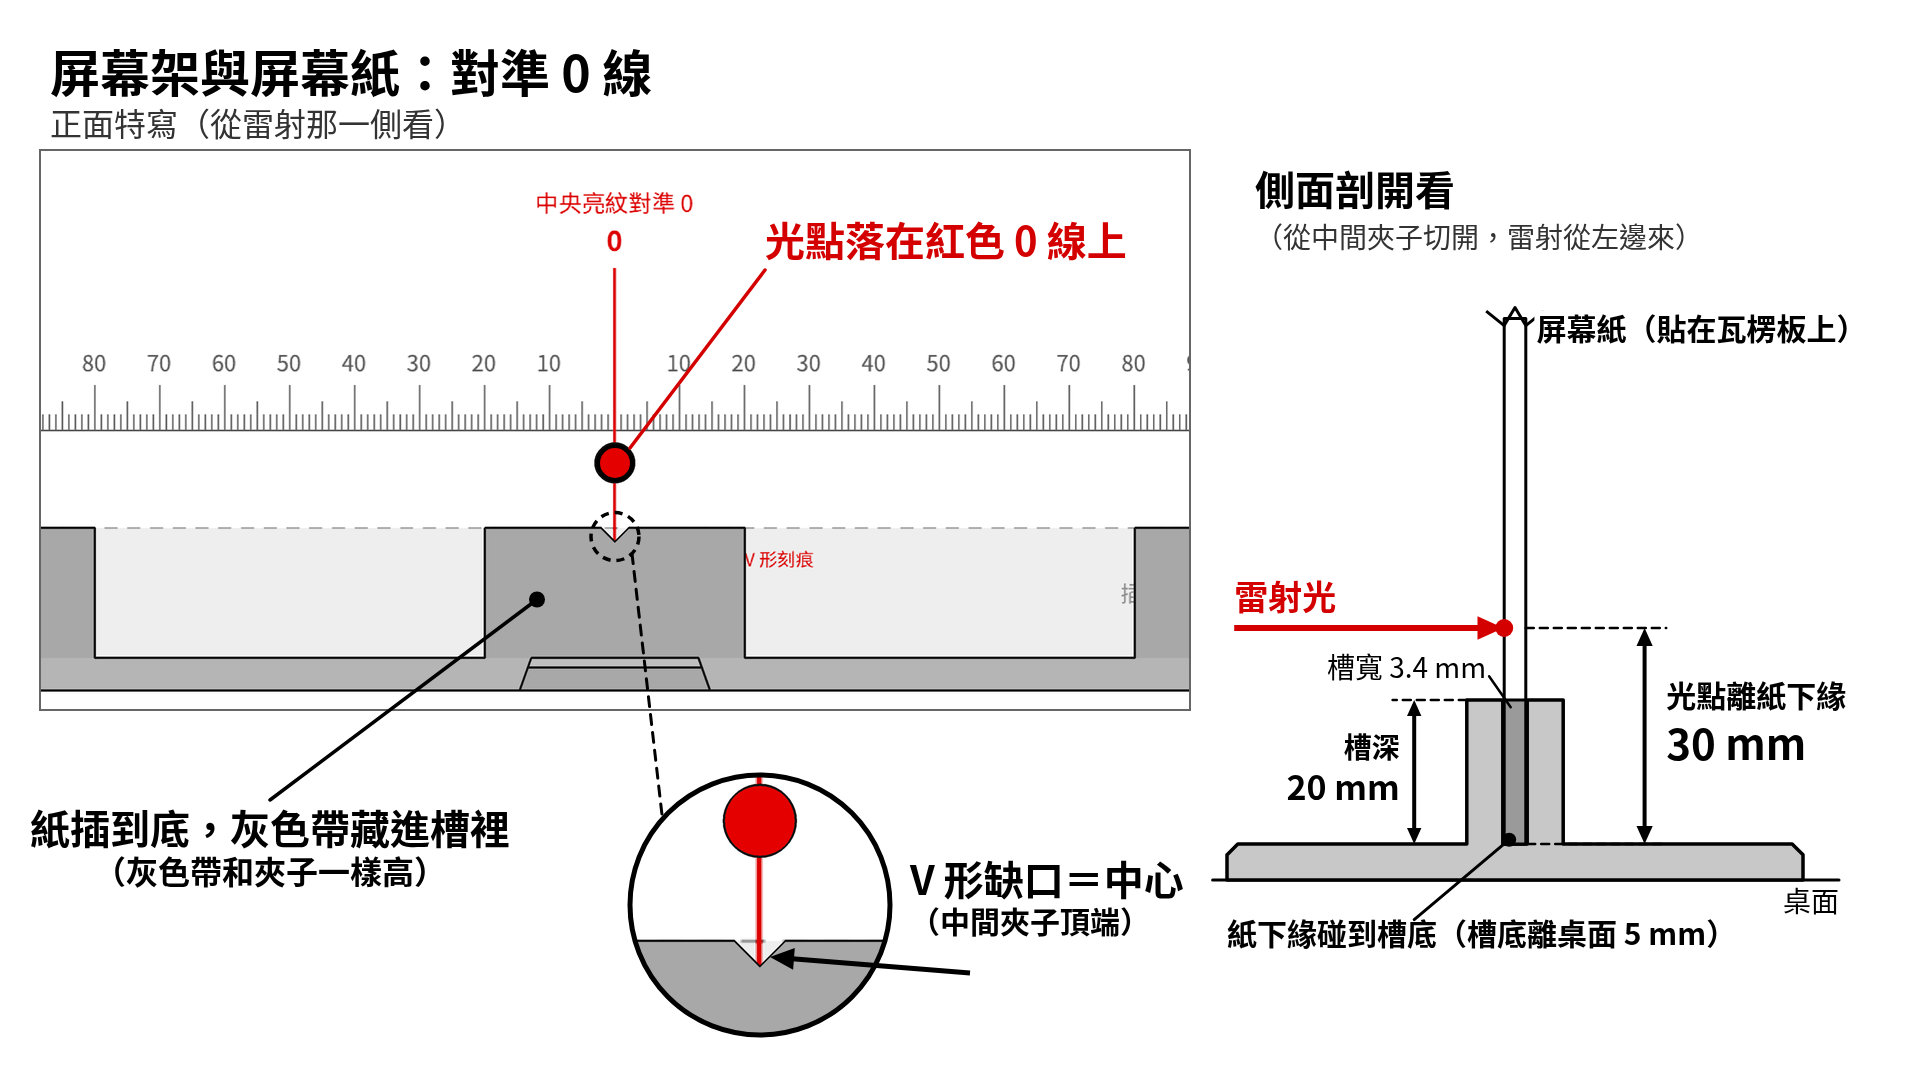 屏幕架與屏幕紙：對準 0 線
正面特寫（從雷射那一側看）
中央亮紋對準 0
0
光點落在紅色 0 線上
80 70 60 50 40 30 20 10 10 20 30 40 50 60 70 80
V 形刻痕
紙插到底，灰色帶藏進槽裡
（灰色帶和夾子一樣高）
V 形缺口＝中心
（中間夾子頂端）
側面剖開看
（從中間夾子切開，雷射從左邊來）
屏幕紙（貼在瓦楞板上）
雷射光
槽寬 3.4 mm
槽深
20 mm
光點離紙下緣
30 mm
桌面
紙下緣碰到槽底（槽底離桌面 5 mm）